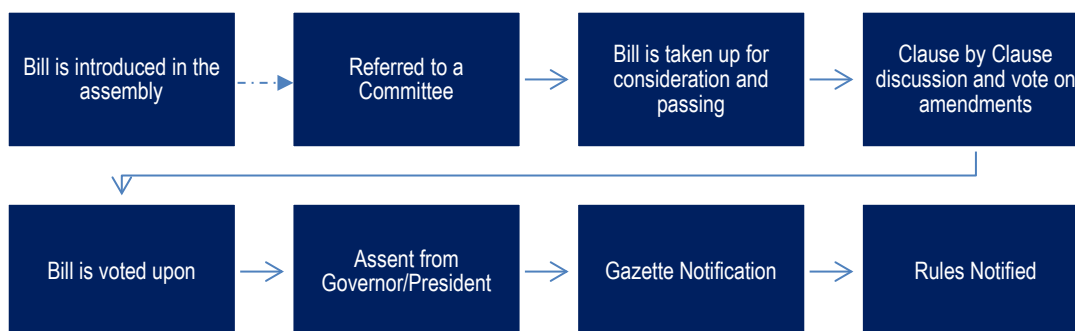 Bill is introduced in the
assembly
Referred to a
Committee
Bill is taken up for
consideration and
passing
Clause by Clause
discussion and vote on
amendments
Bill is voted upon
Assent from
Governor/President
Gazette Notification
Rules Notified